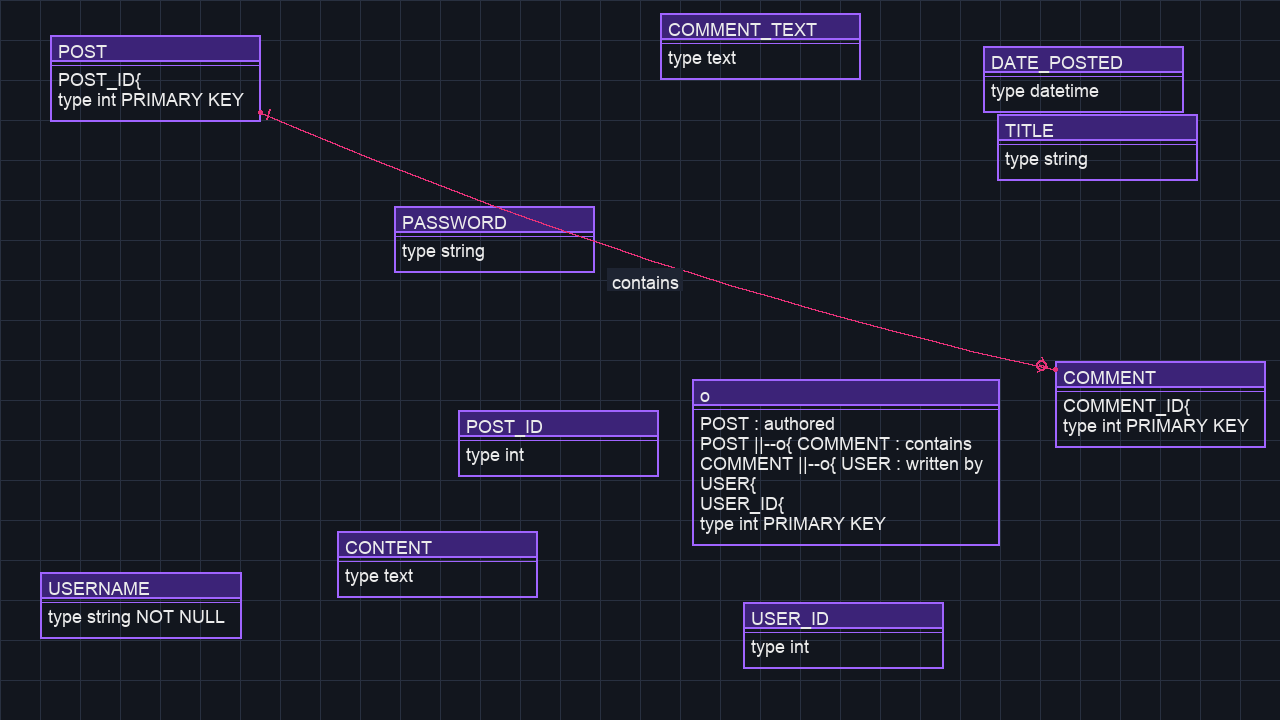 POST
POST_ID{
type int PRIMARY KEY
COMMENT_TEXT
type text
DATE_POSTED
type datetime
TITLE
type string
PASSWORD
type string
contains
COMMENT
COMMENT_ID{
type int PRIMARY KEY
o
POST : authored
POST ||--o{ COMMENT : contains
COMMENT ||--o{ USER : written by
USER{
USER_ID{
type int PRIMARY KEY
POST_ID
type int
CONTENT
type text
USERNAME
type string NOT NULL
USER_ID
type int